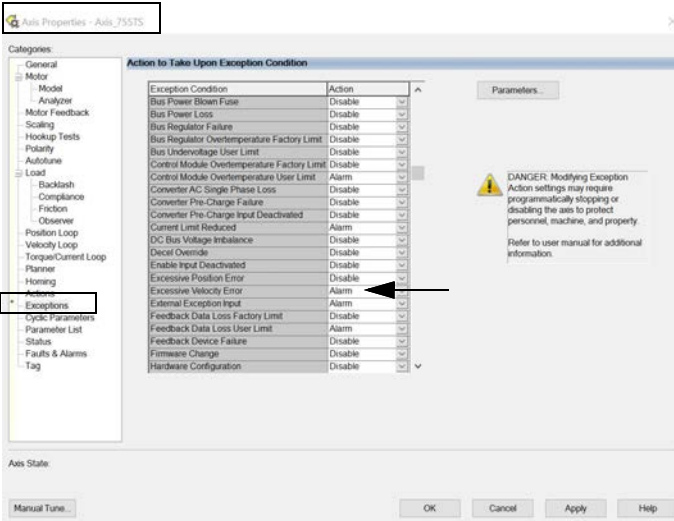 Axis Properties - Axis_755TS
Categories:
General
Motor
Model
Analyzer
Motor Feedback
Scaling
Hookup Tests
Polarity
Autotune
Load
Backlash
Compliance
Friction
Observer
Position Loop
Velocity Loop
Torque/Current Loop
Planner
Homing
Actions
* Exceptions
Cyclic Parameters
Parameter List
Status
Faults & Alarms
Tag
Action to Take Upon Exception Condition
Exception Condition Action
Bus Power Blown Fuse Disable
Bus Power Loss Disable
Bus Regulator Failure Disable
Bus Regulator Overtemperature Factory Limit Disable
Bus Undervoltage User Limit Disable
Control Module Overtemperature Factory Limit Disable
Control Module Overtemperature User Limit Alarm
Converter AC Single Phase Loss Disable
Converter Pre-Charge Failure Disable
Converter Pre-Charge Input Deactivated Disable
Current Limit Reduced Alarm
DC Bus Voltage Imbalance Disable
Decel Override Disable
Enable Input Deactivated Disable
Excessive Position Error Disable
Excessive Velocity Error Alarm
External Exception Input Alarm
Feedback Data Loss Factory Limit Disable
Feedback Data Loss User Limit Alarm
Feedback Device Failure Disable
Firmware Change Disable
Hardware Configuration Disable
Parameters...
DANGER: Modifying Exception
Action settings may require
programmatically stopping or
disabling the axis to protect
personnel, machine, and property.
Refer to user manual for additional
information.
Axis State:
Manual Tune...
OK
Cancel
Apply
Help